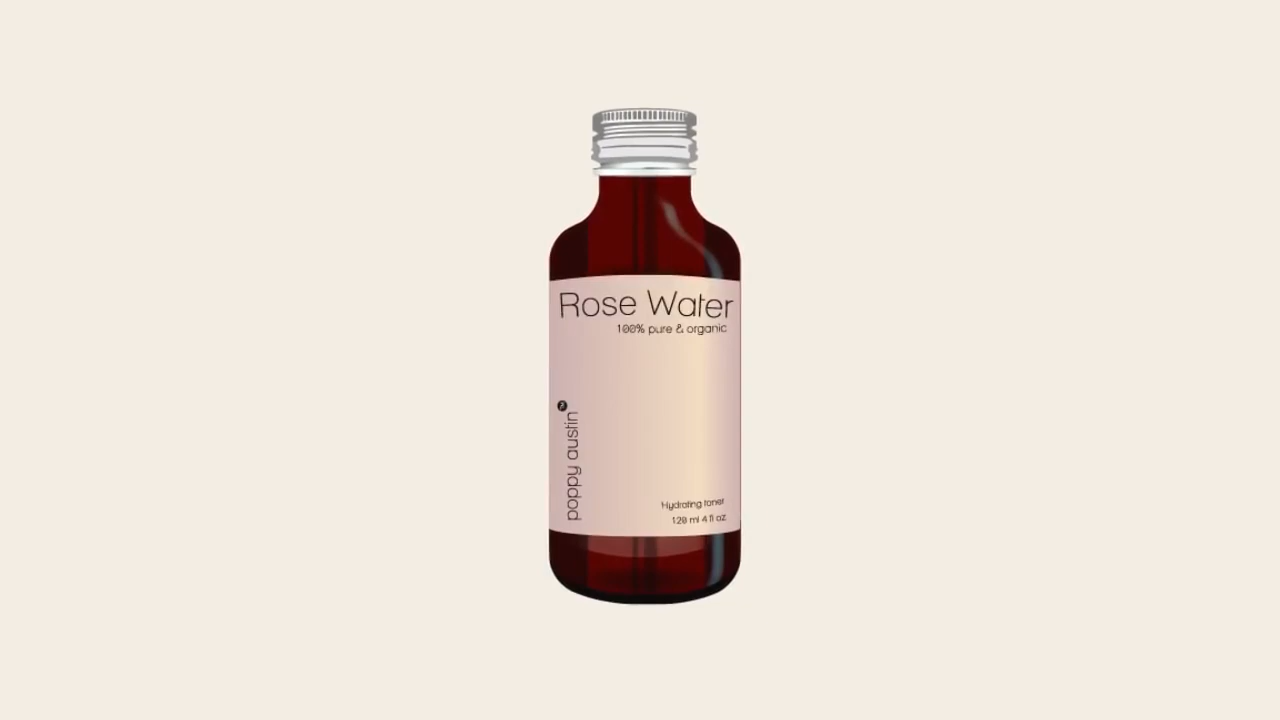 Rose Water
100% pure & organic
poppy austin
Hydrating toner
120 ml 4 fl oz